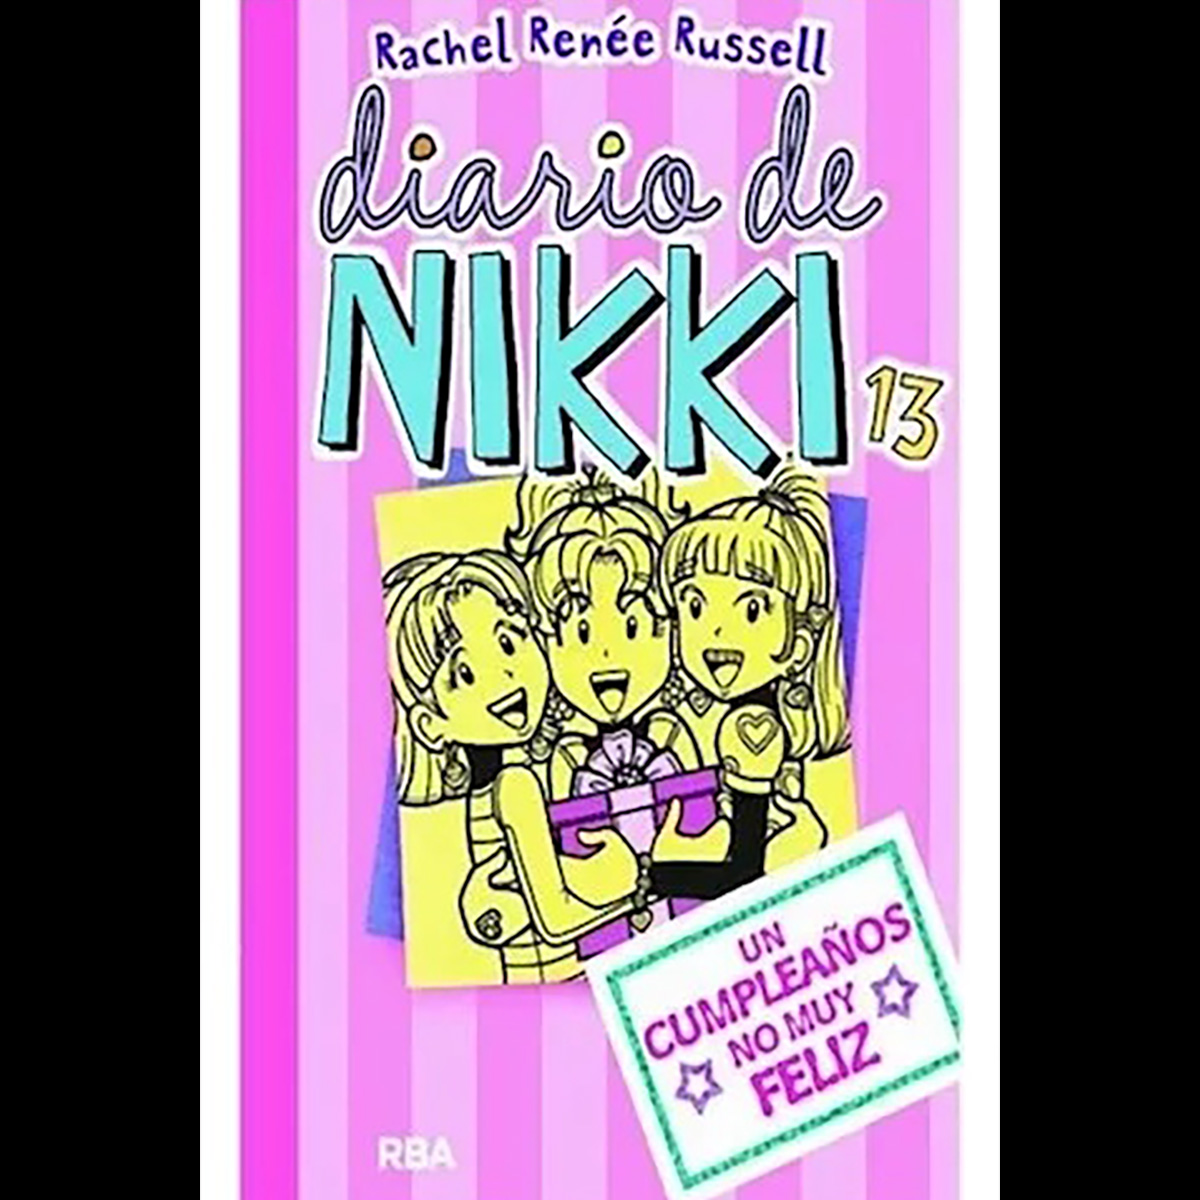 Rachel Renée Russell
diario de
NIKKI
13
UN
CUMPLEAÑOS
NO MUY
FELIZ
RBA